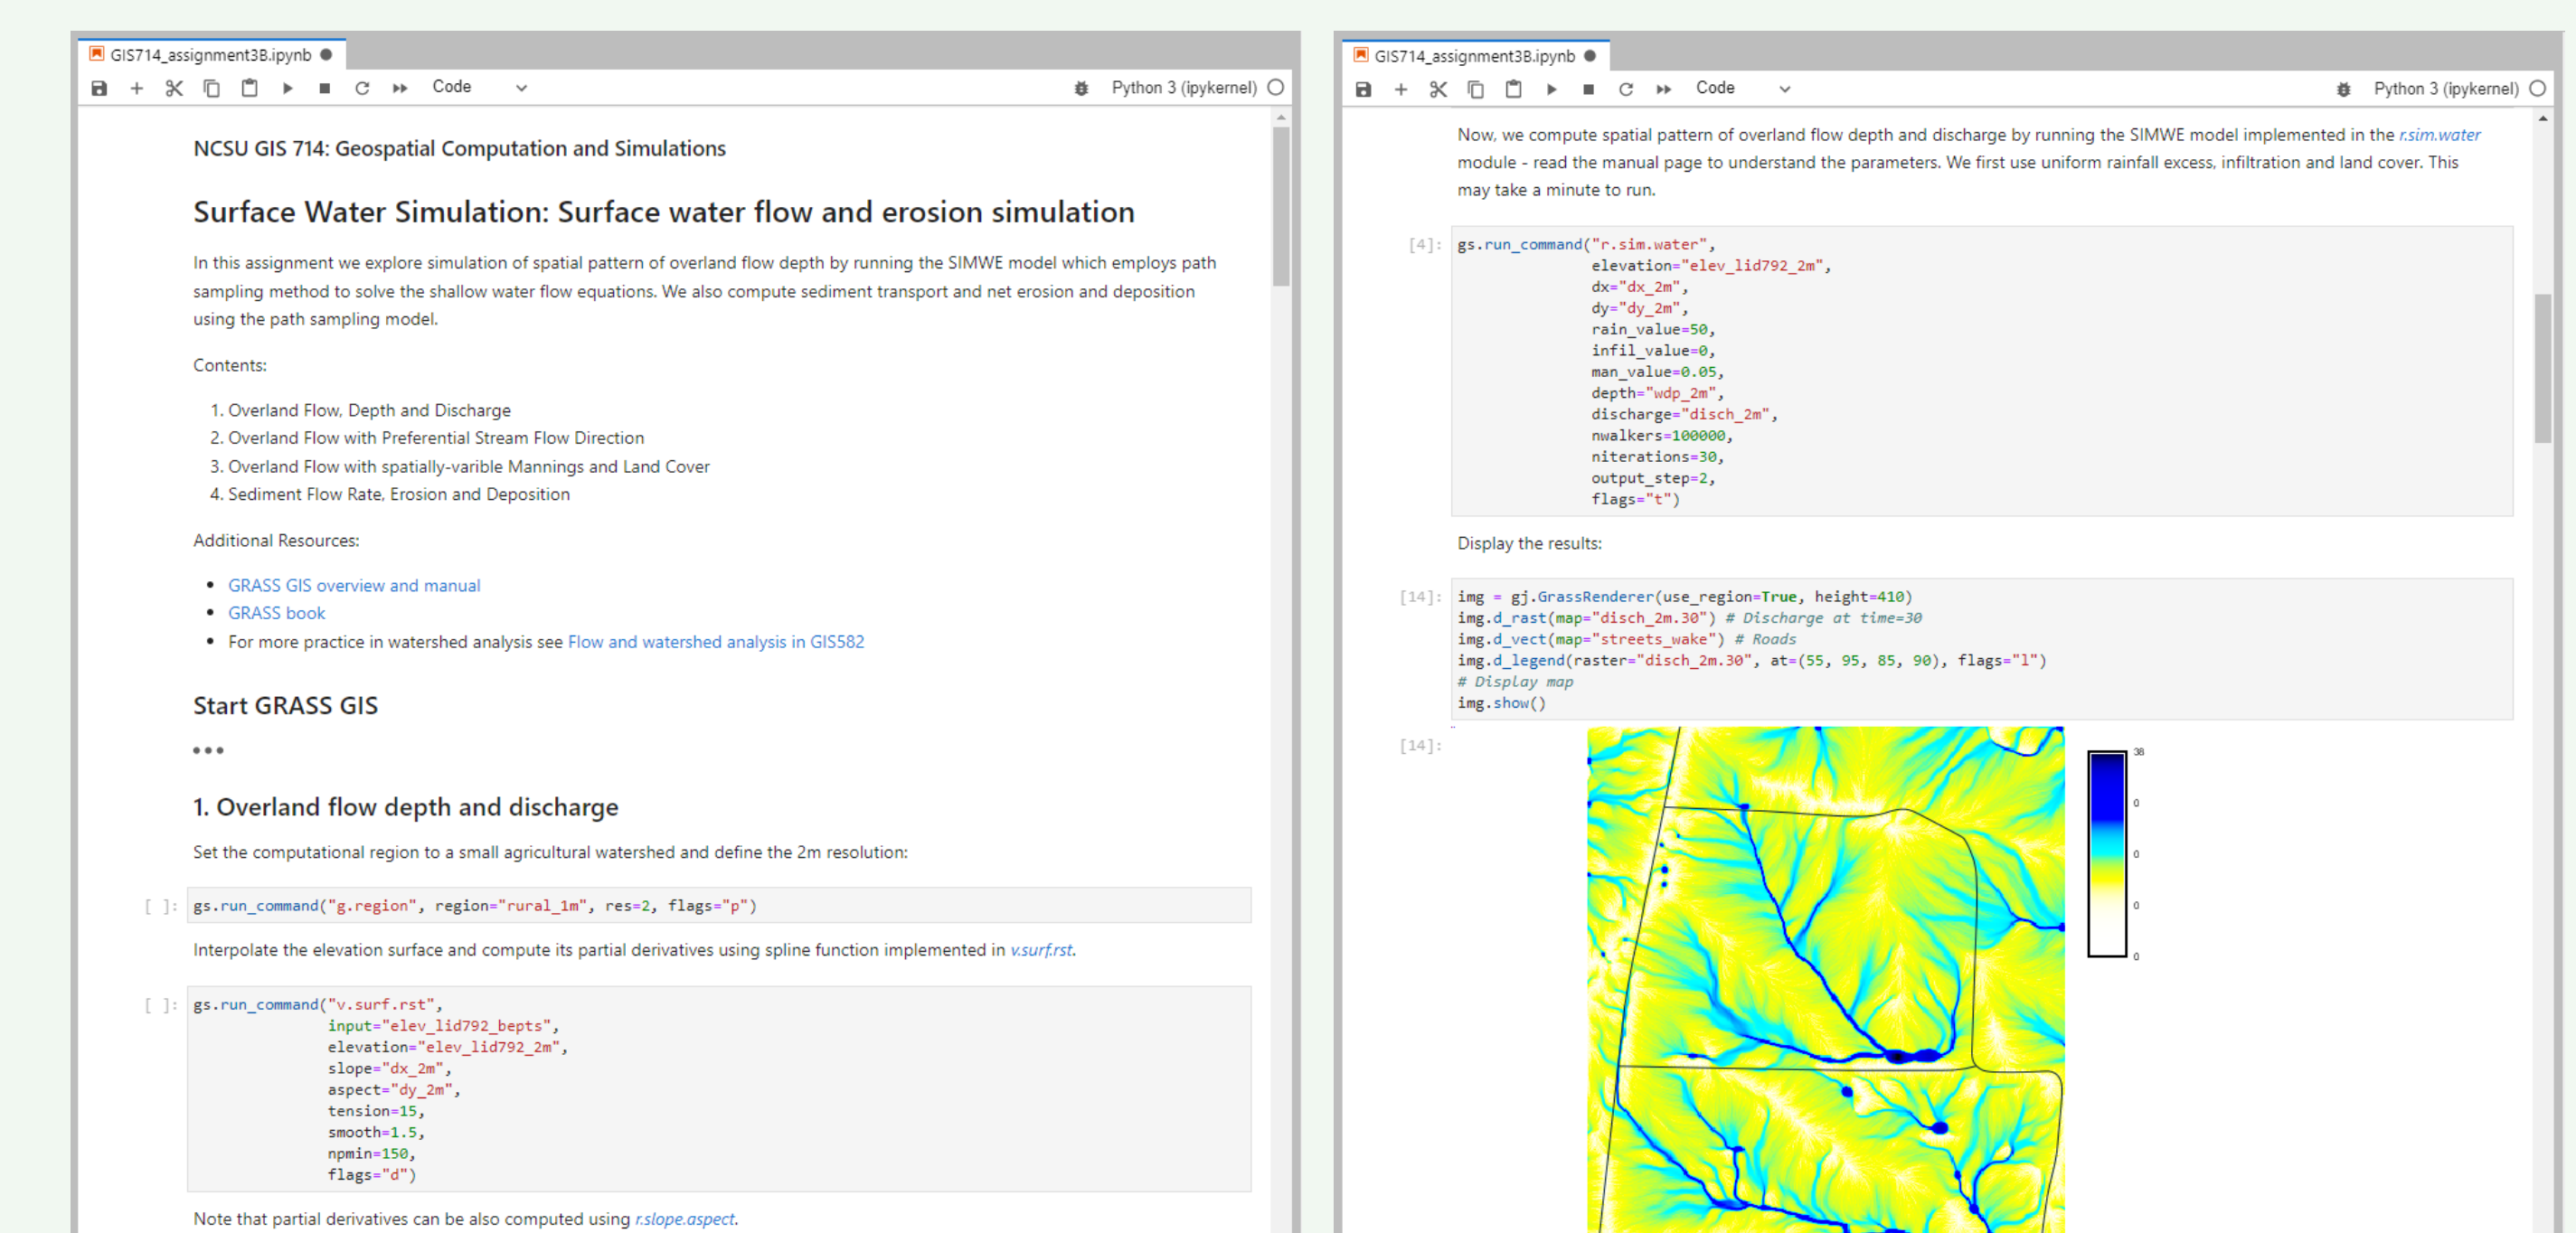 GIS714_assignment3B.ipynb
Code
Python 3 (ipykernel)
NCSU GIS 714: Geospatial Computation and Simulations
Surface Water Simulation: Surface water flow and erosion simulation
In this assignment we explore simulation of spatial pattern of overland flow depth by running the SIMWE model which employs path
sampling method to solve the shallow water flow equations. We also compute sediment transport and net erosion and deposition
using the path sampling model.
Contents:
1. Overland Flow, Depth and Discharge
2. Overland Flow with Preferential Stream Flow Direction
3. Overland Flow with spatially-varible Mannings and Land Cover
4. Sediment Flow Rate, Erosion and Deposition
Additional Resources:
• GRASS GIS overview and manual
• GRASS book
• For more practice in watershed analysis see Flow and watershed analysis in GIS582
Start GRASS GIS
•••
1. Overland flow depth and discharge
Set the computational region to a small agricultural watershed and define the 2m resolution:
[ ]: gs.run_command("g.region", region="rural_1m", res=2, flags="p")
Interpolate the elevation surface and compute its partial derivatives using spline function implemented in v.surf.rst.
[ ]: gs.run_command("v.surf.rst",
input="elev_lid792_bepts",
elevation="elev_lid792_2m",
slope="dx_2m",
aspect="dy_2m",
tension=15,
smooth=1.5,
npmin=150,
flags="d")
Note that partial derivatives can be also computed using r.slope.aspect.
GIS714_assignment3B.ipynb
Code
Python 3 (ipykernel)
Now, we compute spatial pattern of overland flow depth and discharge by running the SIMWE model implemented in the r.sim.water
module - read the manual page to understand the parameters. We first use uniform rainfall excess, infiltration and land cover. This
may take a minute to run.
[4]: gs.run_command("r.sim.water",
elevation="elev_lid792_2m",
dx="dx_2m",
dy="dy_2m",
rain_value=50,
infil_value=0,
man_value=0.05,
depth="wdp_2m",
discharge="disch_2m",
nwalkers=100000,
niterations=30,
output_step=2,
flags="t")
Display the results:
[14]: img = gj.GrassRenderer(use_region=True, height=410)
img.d_rast(map="disch_2m.30") # Discharge at time=30
img.d_vect(map="streets_wake") # Roads
img.d_legend(raster="disch_2m.30", at=(55, 95, 85, 90), flags="l")
# Display map
img.show()
[14]:
38
0
0
0
0